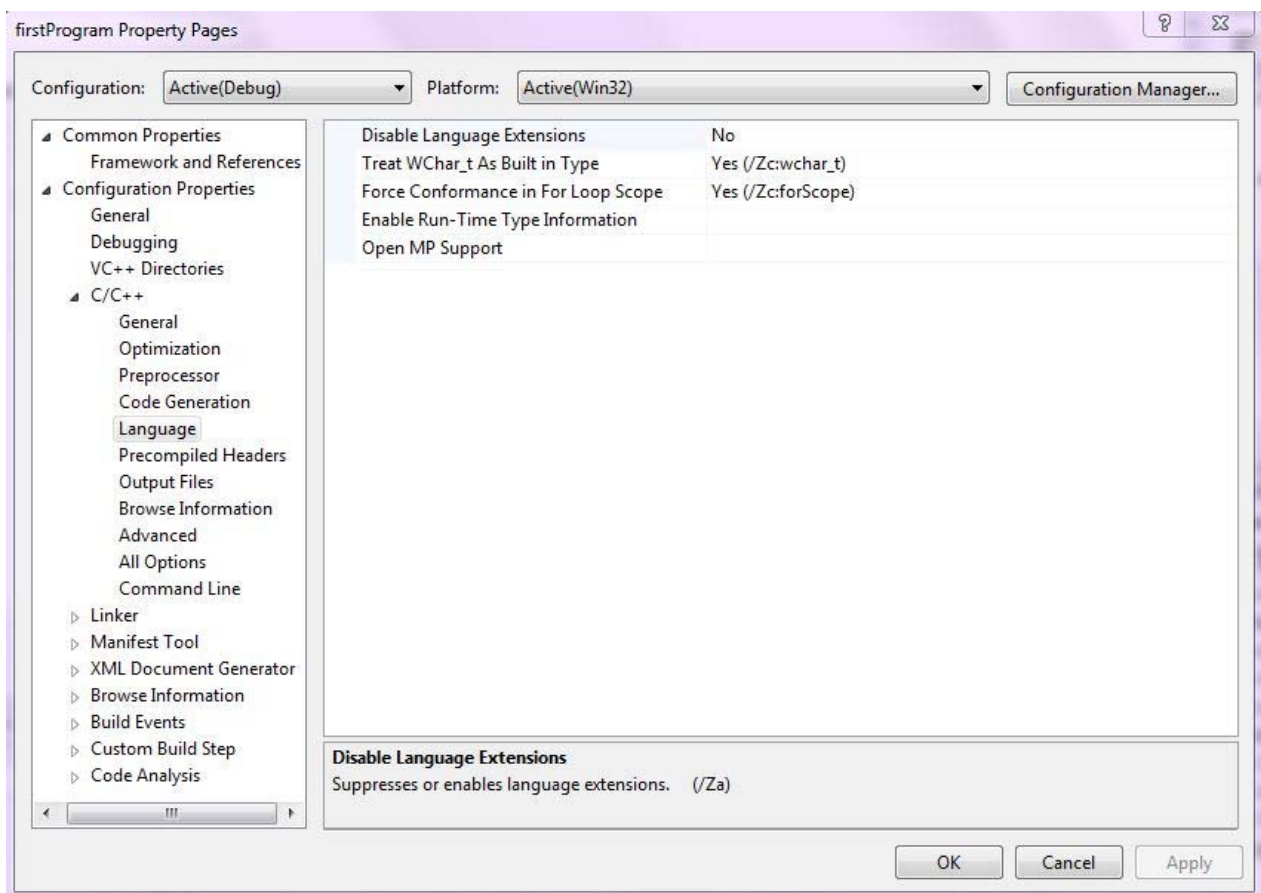 firstProgram Property Pages
Configuration: Active(Debug) Platform: Active(Win32) Configuration Manager...
Common Properties
Framework and References
Configuration Properties
General
Debugging
VC++ Directories
C/C++
General
Optimization
Preprocessor
Code Generation
Language
Precompiled Headers
Output Files
Browse Information
Advanced
All Options
Command Line
Linker
Manifest Tool
XML Document Generator
Browse Information
Build Events
Custom Build Step
Code Analysis
Disable Language Extensions No
Treat WChar_t As Built in Type Yes (/Zc:wchar_t)
Force Conformance in For Loop Scope Yes (/Zc:forScope)
Enable Run-Time Type Information
Open MP Support
Disable Language Extensions
Suppresses or enables language extensions. (/Za)
OK Cancel Apply